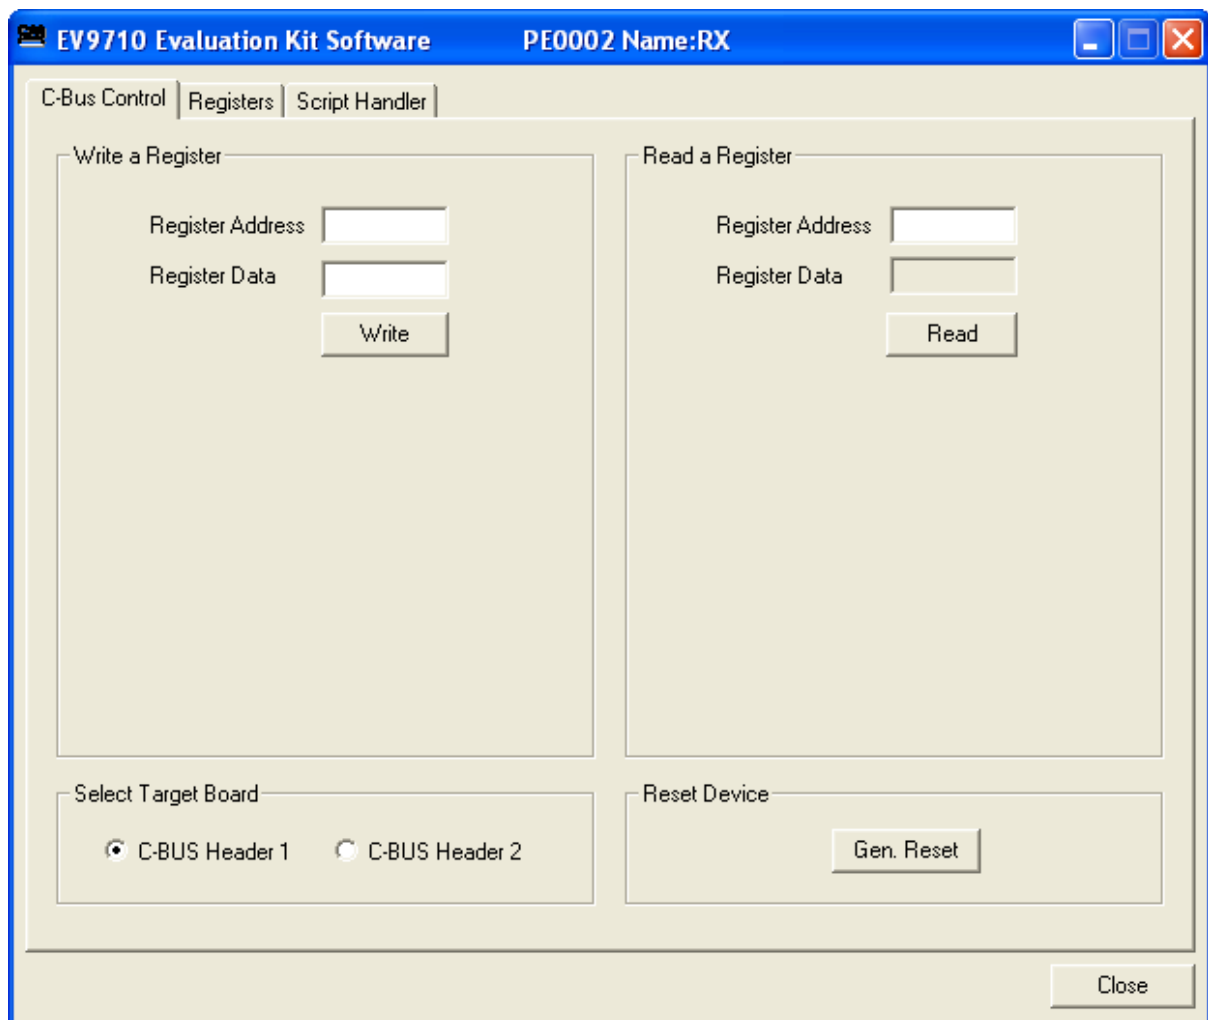 EV9710 Evaluation Kit Software PE0002 Name:RX
C-Bus Control Registers Script Handler
Write a Register
Register Address
Register Data
Write
Read a Register
Register Address
Register Data
Read
Select Target Board
C-BUS Header 1 C-BUS Header 2
Reset Device
Gen. Reset
Close